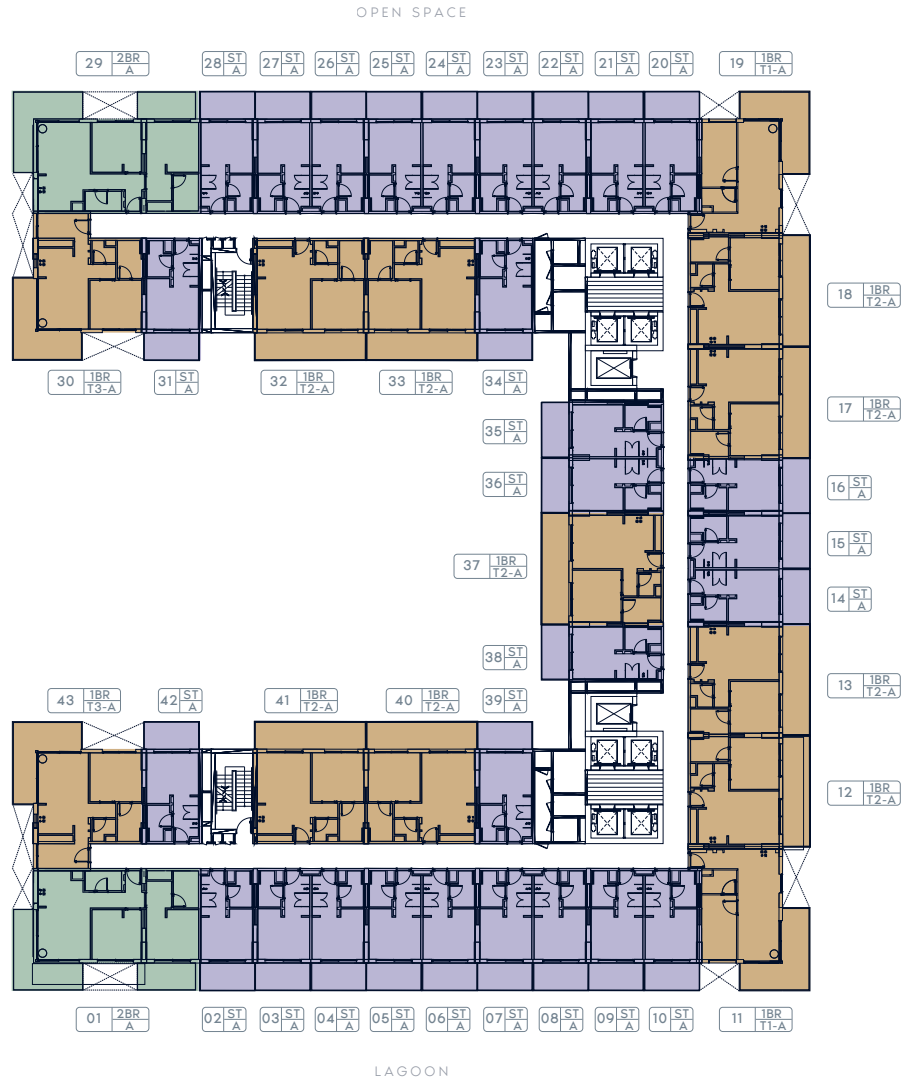 OPEN SPACE
29 2BR A
28 ST A
27 ST A
26 ST A
25 ST A
24 ST A
23 ST A
22 ST A
21 ST A
20 ST A
19 1BR T1-A
18 1BR T2-A
30 1BR T3-A
31 ST A
32 1BR T2-A
33 1BR T2-A
34 ST A
17 1BR T2-A
35 ST A
36 ST A
16 ST A
15 ST A
37 1BR T2-A
14 ST A
38 ST A
13 1BR T2-A
43 1BR T3-A
42 ST A
41 1BR T2-A
40 1BR T2-A
39 ST A
12 1BR T2-A
01 2BR A
02 ST A
03 ST A
04 ST A
05 ST A
06 ST A
07 ST A
08 ST A
09 ST A
10 ST A
11 1BR T1-A
LAGOON